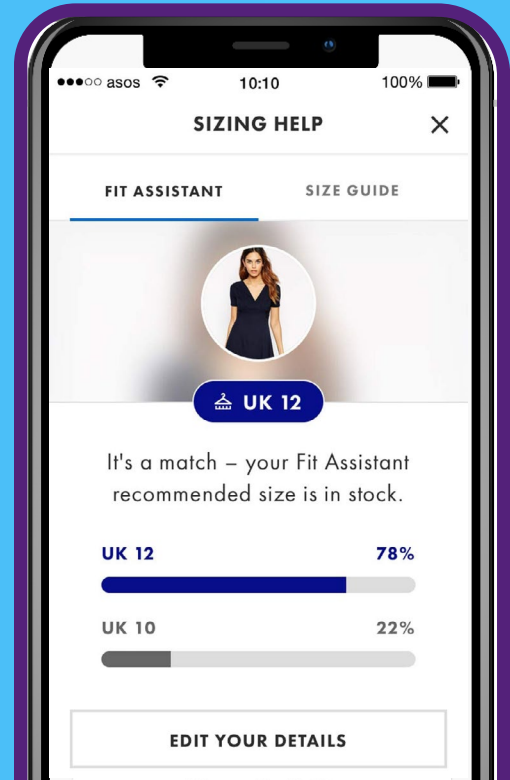 asos 10:10 100%
SIZING HELP
FIT ASSISTANT SIZE GUIDE
UK 12
It's a match – your Fit Assistant
recommended size is in stock.
UK 12 78%
UK 10 22%
EDIT YOUR DETAILS